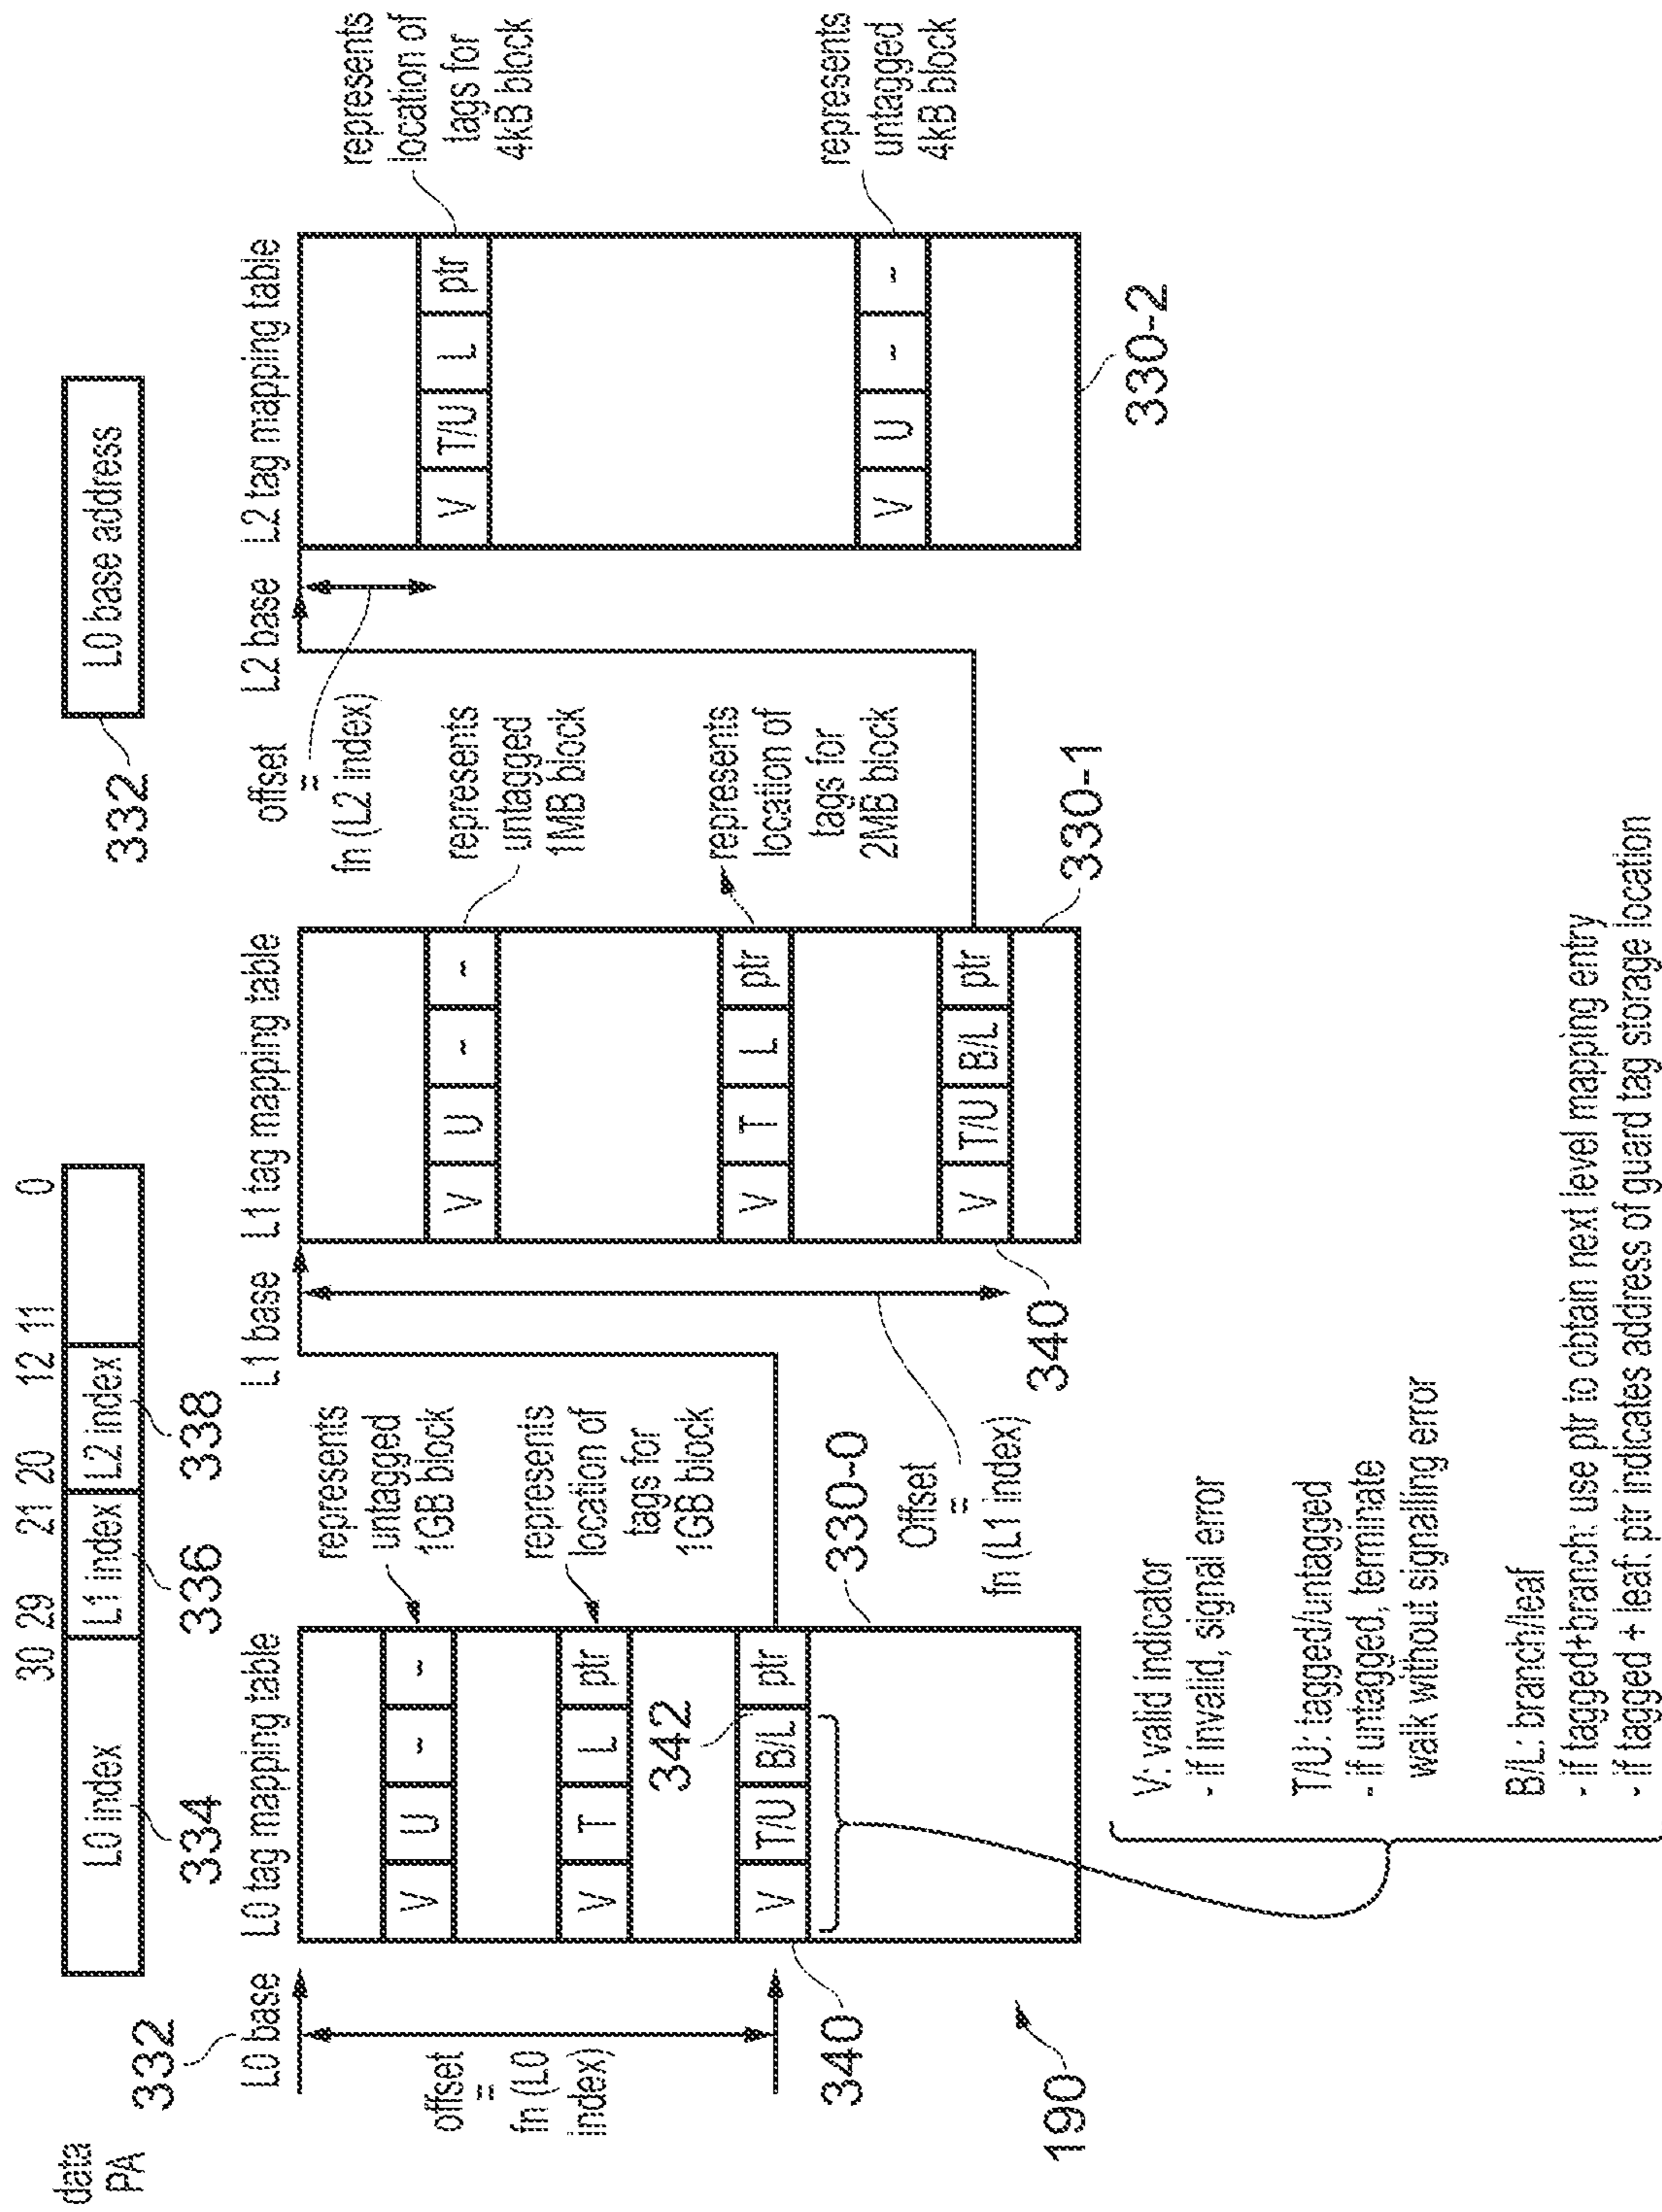 data
PA
30 29 21 20 12 11 0
L0 index L1 index L2 index
334 336 338
332
L0 base address
332
L0 base
offset
=
fn (L0
index)
340
190
L0 tag mapping table
V U - -
V T L ptr
342
V T/U B/L ptr
330-0
represents
untagged
1GB block
represents
location of
tags for
1GB block
L1 base
Offset
=
fn (L1 index)
340
L1 tag mapping table
V U - -
V T L ptr
V T/U B/L ptr
330-1
represents
untagged
1MB block
represents
location of
tags for
2MB block
L2 base
offset
=
fn (L2 index)
L2 tag mapping table
V T/U L ptr
V U - -
330-2
represents
location of
tags for
4kB block
represents
untagged
4kB block
V: valid indicator
- if invalid, signal error
T/U: tagged/untagged
- if untagged, terminate
walk without signalling error
B/L: branch/leaf
- if tagged+branch: use ptr to obtain next level mapping entry
- if tagged + leaf: ptr indicates address of guard tag storage location